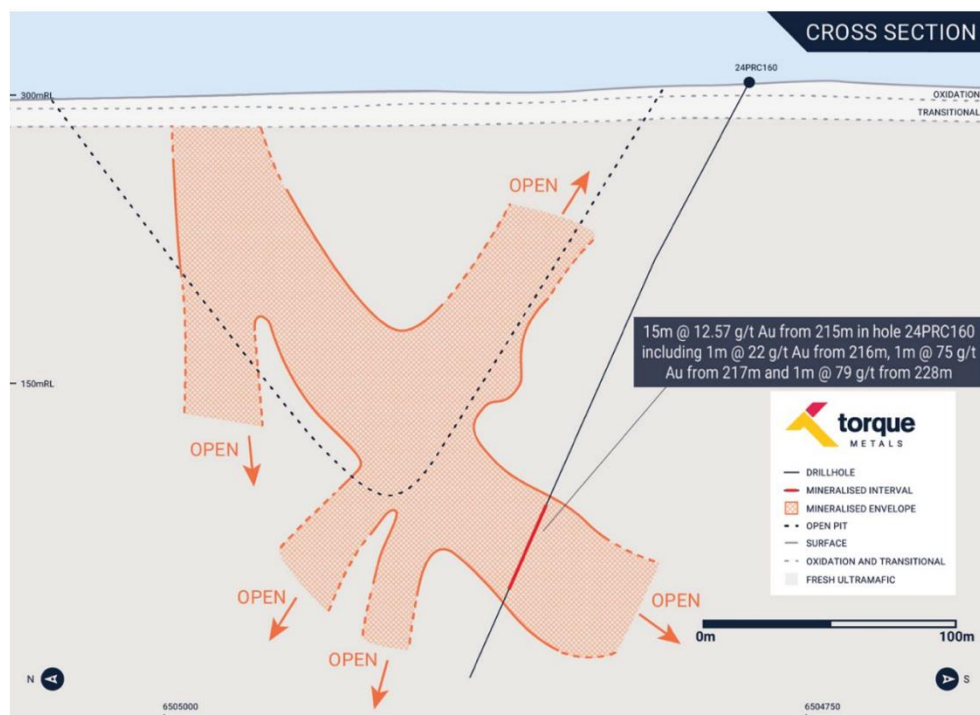 CROSS SECTION
24PRC160
300mRL
OXIDATION
TRANSITIONAL
OPEN
15m @ 12.57 g/t Au from 215m in hole 24PRC160
including 1m @ 22 g/t Au from 216m, 1m @ 75 g/t
Au from 217m and 1m @ 79 g/t from 228m
150mRL
torque
METALS
OPEN
DRILLHOLE
MINERALISED INTERVAL
MINERALISED ENVELOPE
OPEN PIT
SURFACE
OXIDATION AND TRANSITIONAL
FRESH ULTRAMAFIC
OPEN
OPEN
OPEN
0m
100m
N
S
6505000
6504750